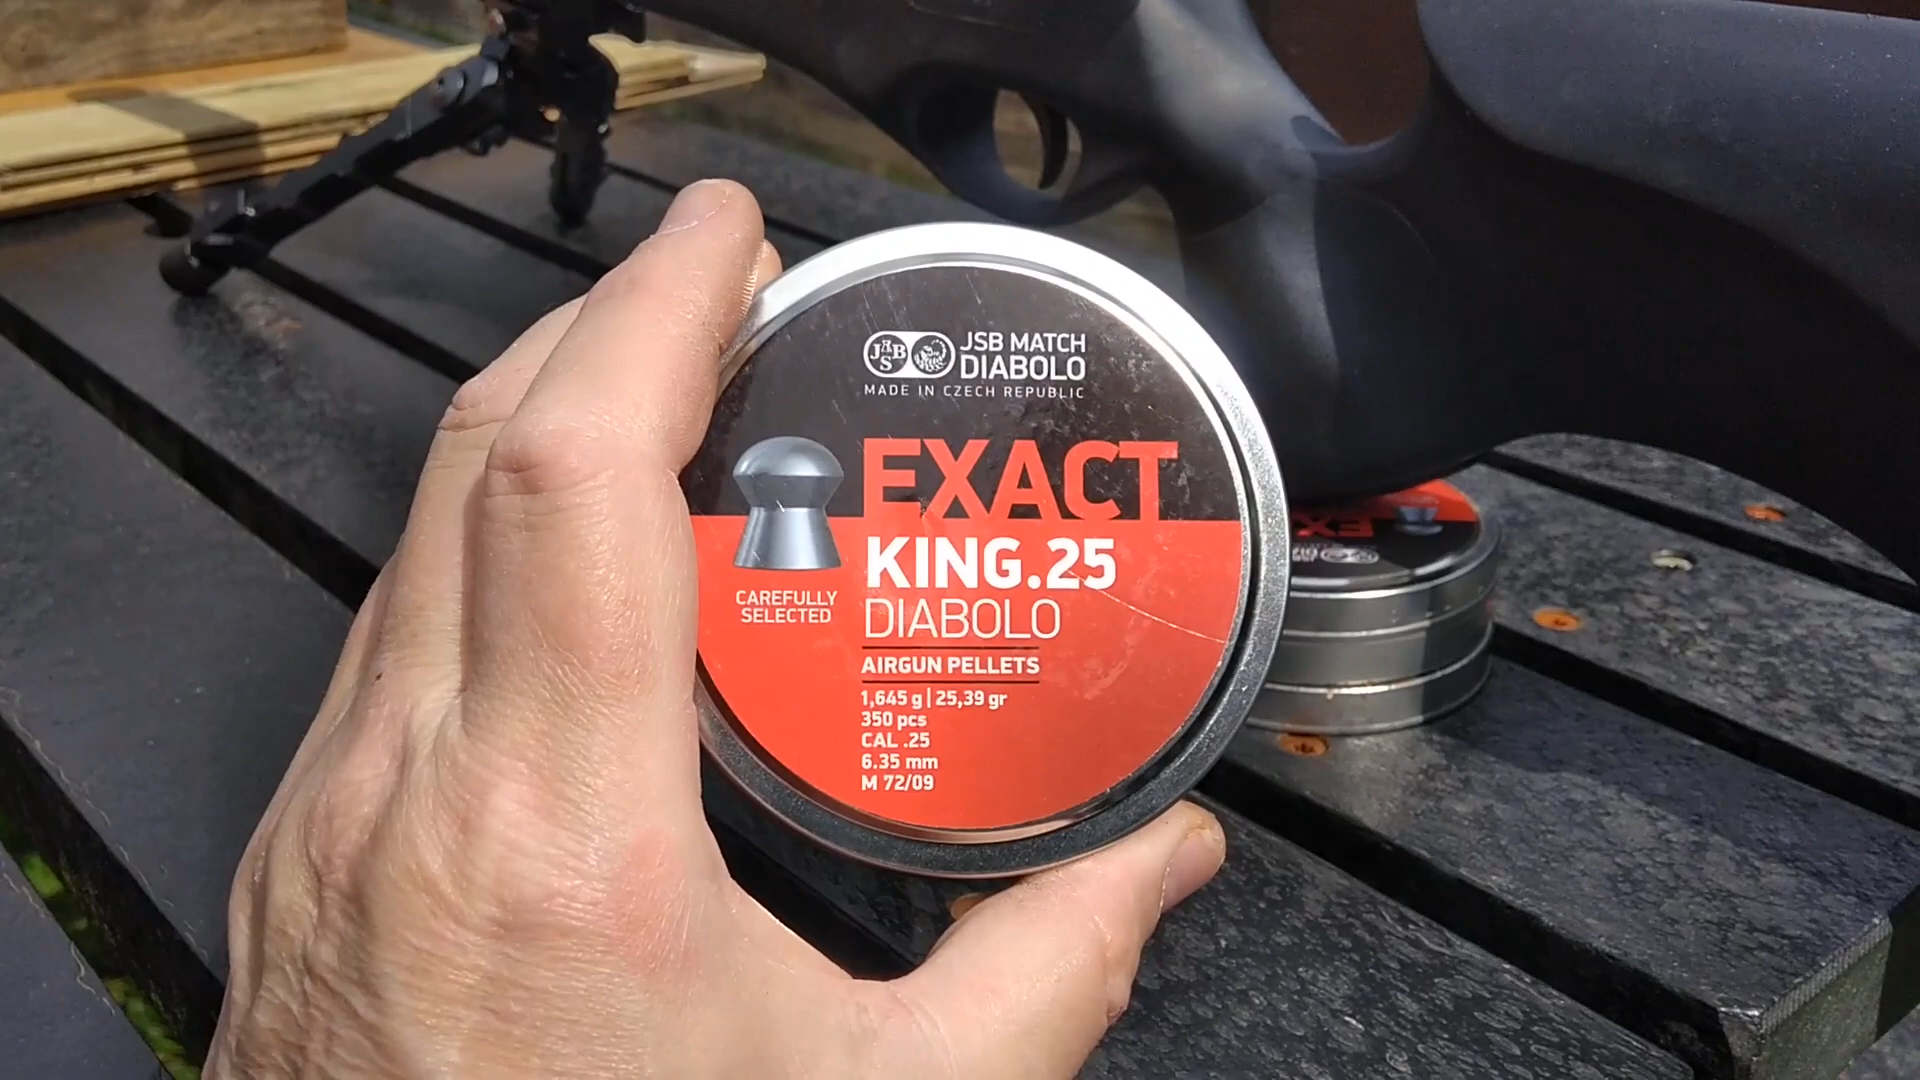 JASB
JSB MATCH
DIABOLO
MADE IN CZECH REPUBLIC
EXACT
KING.25
DIABOLO
CAREFULLY
SELECTED
AIRGUN PELLETS
1,645 g | 25,39 gr
350 pcs
CAL .25
6.35 mm
M 72/09